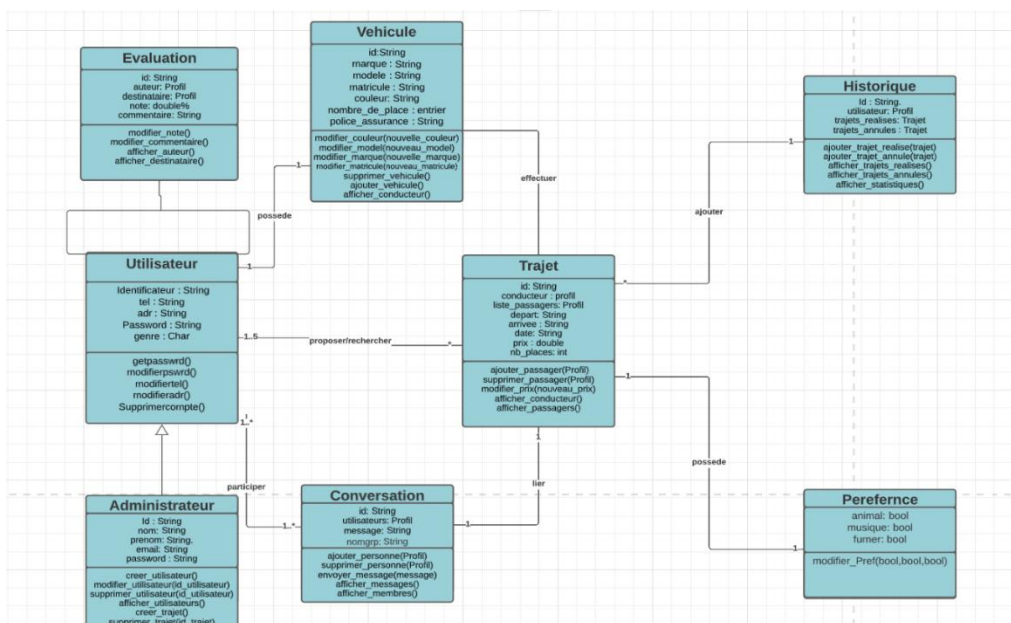 Evaluation
id: String
auteur: Profil
destinataire: Profil
note: double%
commentaire: String
modifier_note()
modifier_commentaire()
afficher_auteur()
afficher_destinataire()
Vehicule
id:String
marque : String
modele : String
matricule : String
couleur: String
nombre_de_place : entrier
police_assurance : String
modifier_couleur(nouvelle_couleur)
modifier_model(nouveau_model)
modifier_marque(nouvelle_marque)
modifier_matricule(nouveau_matricule)
supprimer_vehicule()
ajouter_vehicule()
afficher_conducteur()
Historique
Id : String.
utilisateur: Profil
trajets_realises: Trajet
trajets_annules : Trajet
ajouter_trajet_realise(trajet)
ajouter_trajet_annule(trajet)
afficher_trajets_realises()
afficher_trajets_annules()
afficher_statistiques()
1
possede
1
effectuer
1
ajouter
*
Utilisateur
Identificateur : String
tel : String
adr : String
Password : String
genre : Char
getpasswrd()
modifierpswrd()
modifiertel()
modifieradr()
Supprimercompte()
1..5
proposer/rechercher
*
Trajet
id: String
conducteur : profil
liste_passagers: Profil
depart: String
arrivee : String
date: String
prix : double
nb_places: int
ajouter_passager(Profil)
supprimer_passager(Profil)
modifier_prix(nouveau_prix)
afficher_conducteur()
afficher_passagers()
1
possede
1
1..*
participer
1..*
1
lier
1
Administrateur
Id : String
nom: String
prenom: String.
email: String
password : String
creer_utilisateur()
modifier_utilisateur(id_utilisateur)
supprimer_utilisateur(id_utilisateur)
afficher_utilisateurs()
creer_trajet()
supprimer_trajet(id_trajet)
Conversation
id: String
utilisateurs: Profil
message: String
nomgrp: String
ajouter_personne(Profil)
supprimer_personne(Profil)
envoyer_message(message)
afficher_messages()
afficher_membres()
Perefernce
animal: bool
musique: bool
fumer: bool
modifier_Pref(bool,bool,bool)